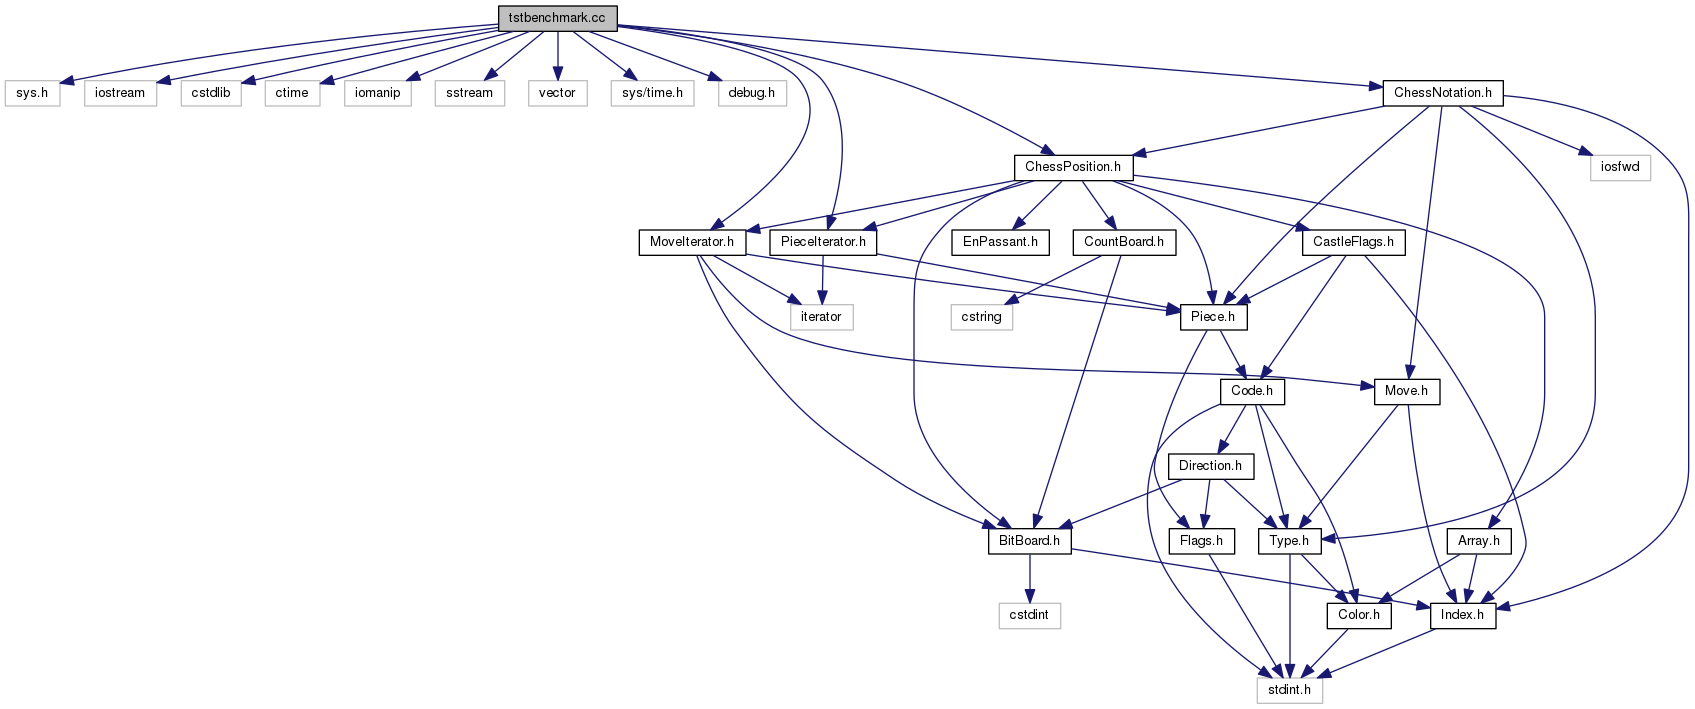 tstbenchmark.cc
sys.h
iostream
cstdlib
ctime
iomanip
sstream
vector
sys/time.h
debug.h
ChessNotation.h
ChessPosition.h
iosfwd
MoveIterator.h
PieceIterator.h
EnPassant.h
CountBoard.h
CastleFlags.h
iterator
cstring
Piece.h
Code.h
Move.h
Direction.h
BitBoard.h
Flags.h
Type.h
Array.h
cstdint
Color.h
Index.h
stdint.h